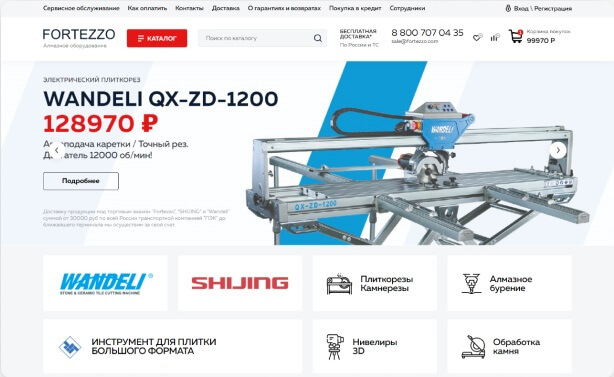 Сервисное обслуживание Как оплатить Контакты Доставка О гарантиях и возвратах Покупка в кредит Сотрудники Вход \ Регистрация
FORTEZZO
Алмазное оборудование
КАТАЛОГ
Поиск по каталогу
БЕСПЛАТНАЯ
ДОСТАВКА*
По России и ТС
8 800 707 04 35
sale@fortezzo.com
Корзина покупок
99970 Р
ЭЛЕКТРИЧЕСКИЙ ПЛИТКОРЕЗ
WANDELI QX-ZD-1200
128970 ₽
подача каретки / Точный рез.
Двигатель 12000 об/мин!
Подробнее
Доставку продукции под торговыми знаками "Fortezzo", "SHIJING" и "Wandeli"
суммой от 30000 руб по всей России транспортной компанией "ПЭК" до
ближайшего терминала мы осуществим за свой счет.
WANDELI
QX-ZD-1200
WANDELI
STONE & CERAMIC TILE CUTTING MACHINE
SHIJING
Плиткорезы
Камнерезы
Алмазное
бурение
ИНСТРУМЕНТ ДЛЯ ПЛИТКИ
БОЛЬШОГО ФОРМАТА
Нивелиры
3D
Обработка
камня